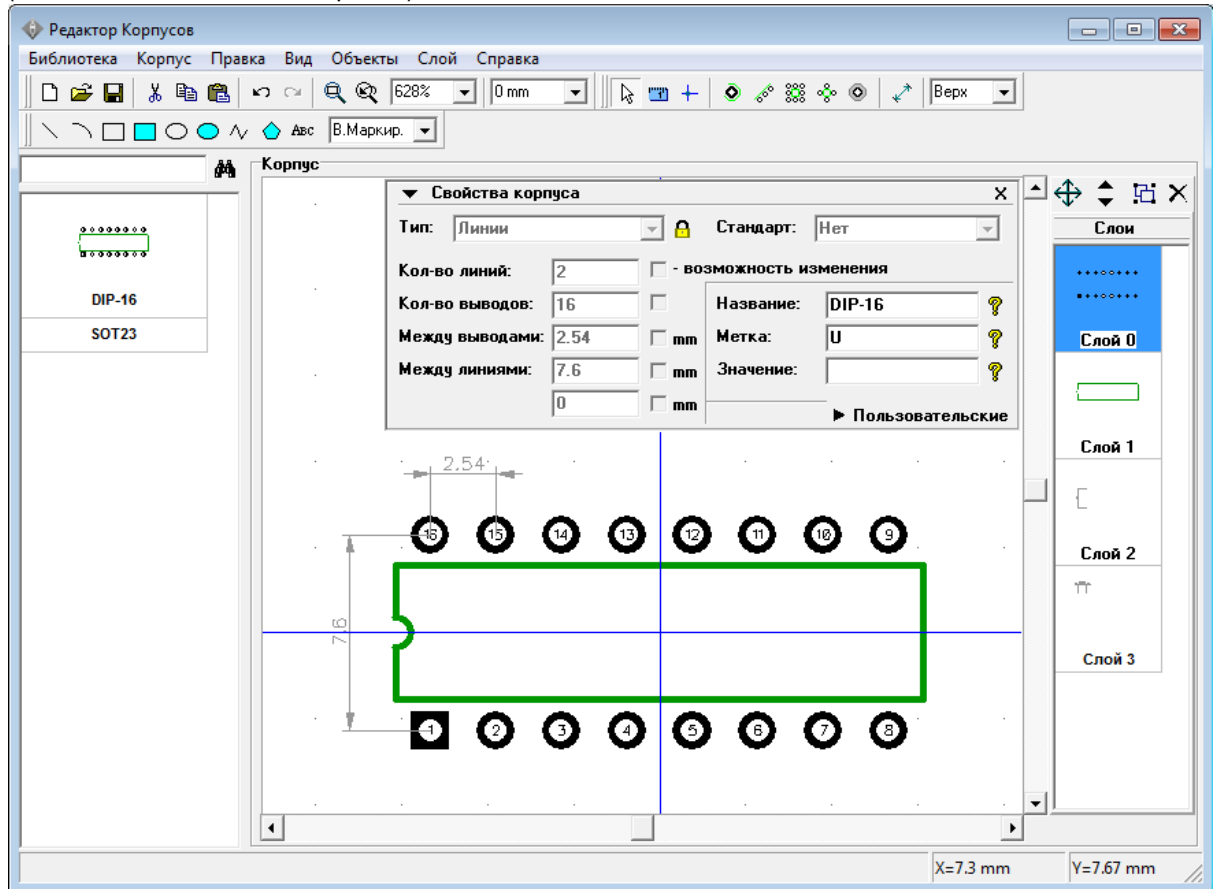 Редактор Корпусов
Библиотека Корпус Правка Вид Объекты Слой Справка
628% 0 mm Верх
Авс В.Маркир.
Корпус
Свойства корпуса X
Тип: Линии Стандарт: Нет
Кол-во линий: 2 - возможность изменения
Кол-во выводов: 16 Название: DIP-16
Между выводами: 2.54 mm Метка: U
Между линиями: 7.6 mm Значение:
0 mm
Пользовательские
DIP-16
SOT23
Слои
Слой 0
Слой 1
Слой 2
Слой 3
2.54
16 15 14 13 12 11 10 9
7.6
1 2 3 4 5 6 7 8
X=7.3 mm Y=7.67 mm